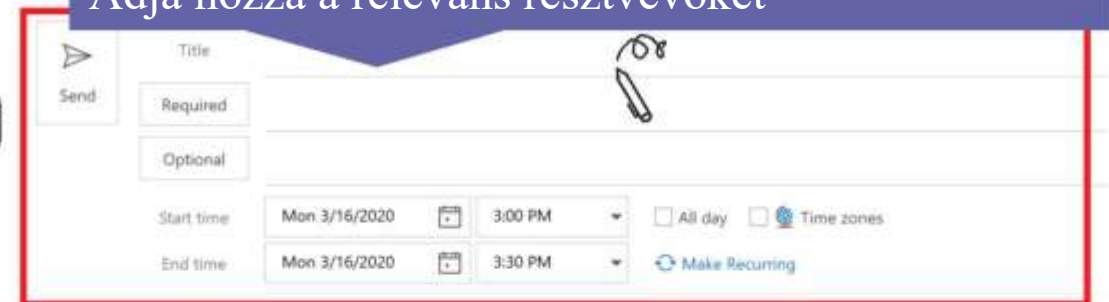 Adja hozzá a releváns résztvevőket
Title
Send
Required
Optional
Start time Mon 3/16/2020 3:00 PM All day Time zones
End time Mon 3/16/2020 3:30 PM Make Recurring